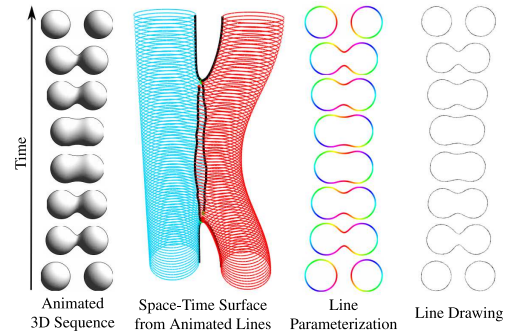 Time
Animated
3D Sequence
Space-Time Surface
from Animated Lines
Line
Parameterization
Line Drawing